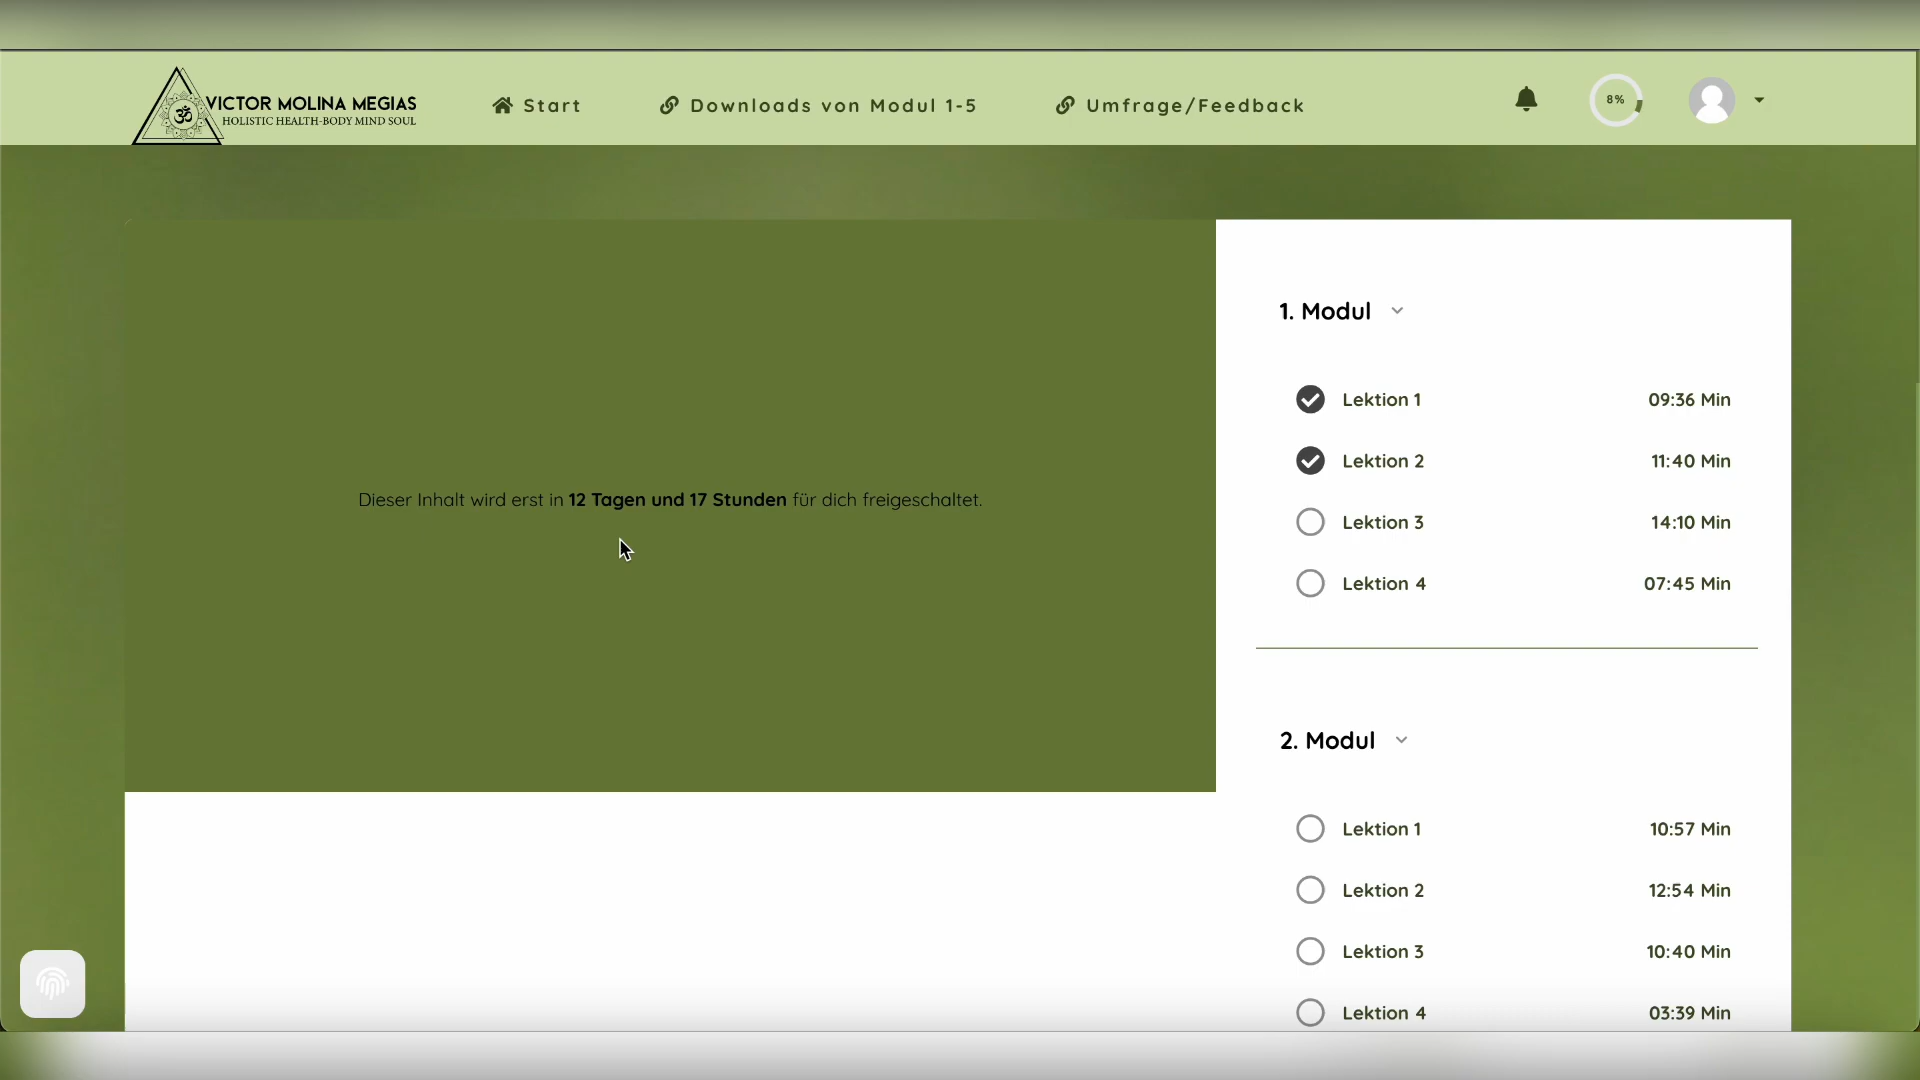 VICTOR MOLINA MEGIAS
HOLISTIC HEALTH-BODY MIND SOUL
Start
Downloads von Modul 1-5
Umfrage/Feedback
8%
Dieser Inhalt wird erst in 12 Tagen und 17 Stunden für dich freigeschaltet.
1. Modul
Lektion 1 09:36 Min
Lektion 2 11:40 Min
Lektion 3 14:10 Min
Lektion 4 07:45 Min
2. Modul
Lektion 1 10:57 Min
Lektion 2 12:54 Min
Lektion 3 10:40 Min
Lektion 4 03:39 Min